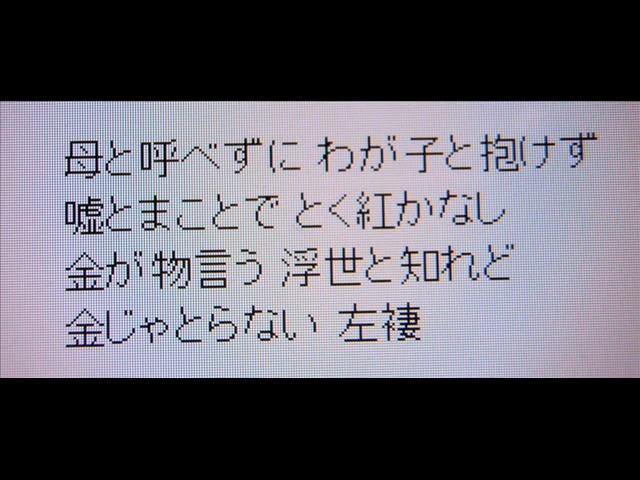 母と呼べずに わが子と抱けず
嘘とまことで とく紅かなし
金が物言う 浮世と知れど
金じゃとらない 左褄